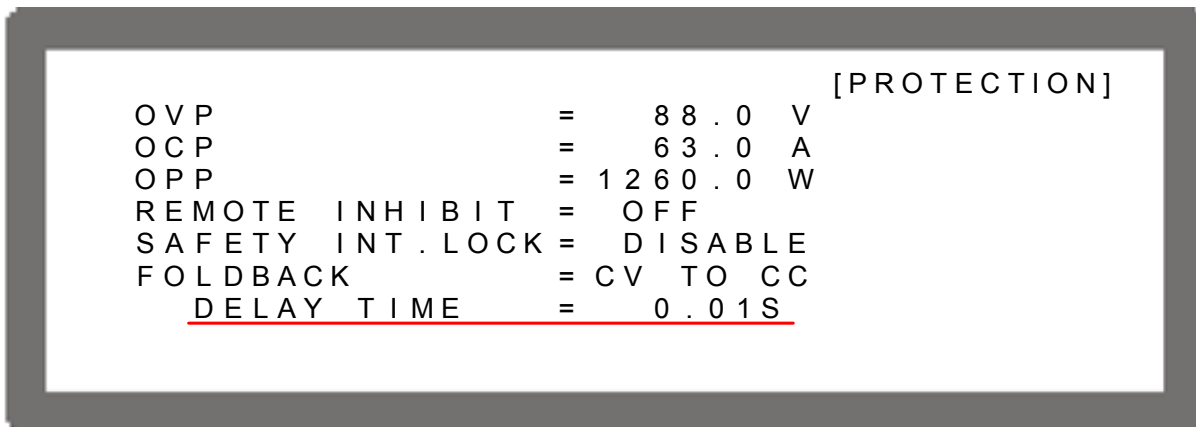 [PROTECTION]
OVP = 88.0 V
OCP = 63.0 A
OPP = 1260.0 W
REMOTE INHIBIT = OFF
SAFETY INT.LOCK= DISABLE
FOLDBACK = CV TO CC
DELAY TIME = 0.01S